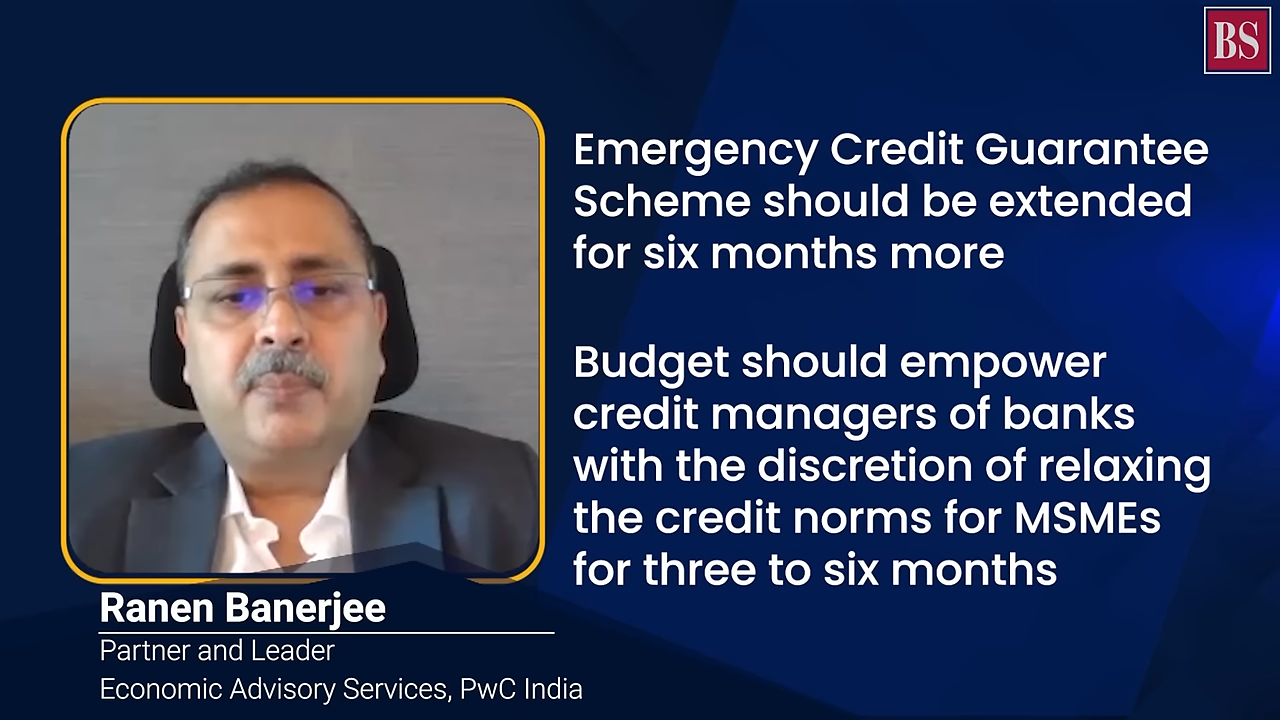 BS
Emergency Credit Guarantee
Scheme should be extended
for six months more
Budget should empower
credit managers of banks
with the discretion of relaxing
the credit norms for MSMEs
for three to six months
Ranen Banerjee
Partner and Leader
Economic Advisory Services, PwC India